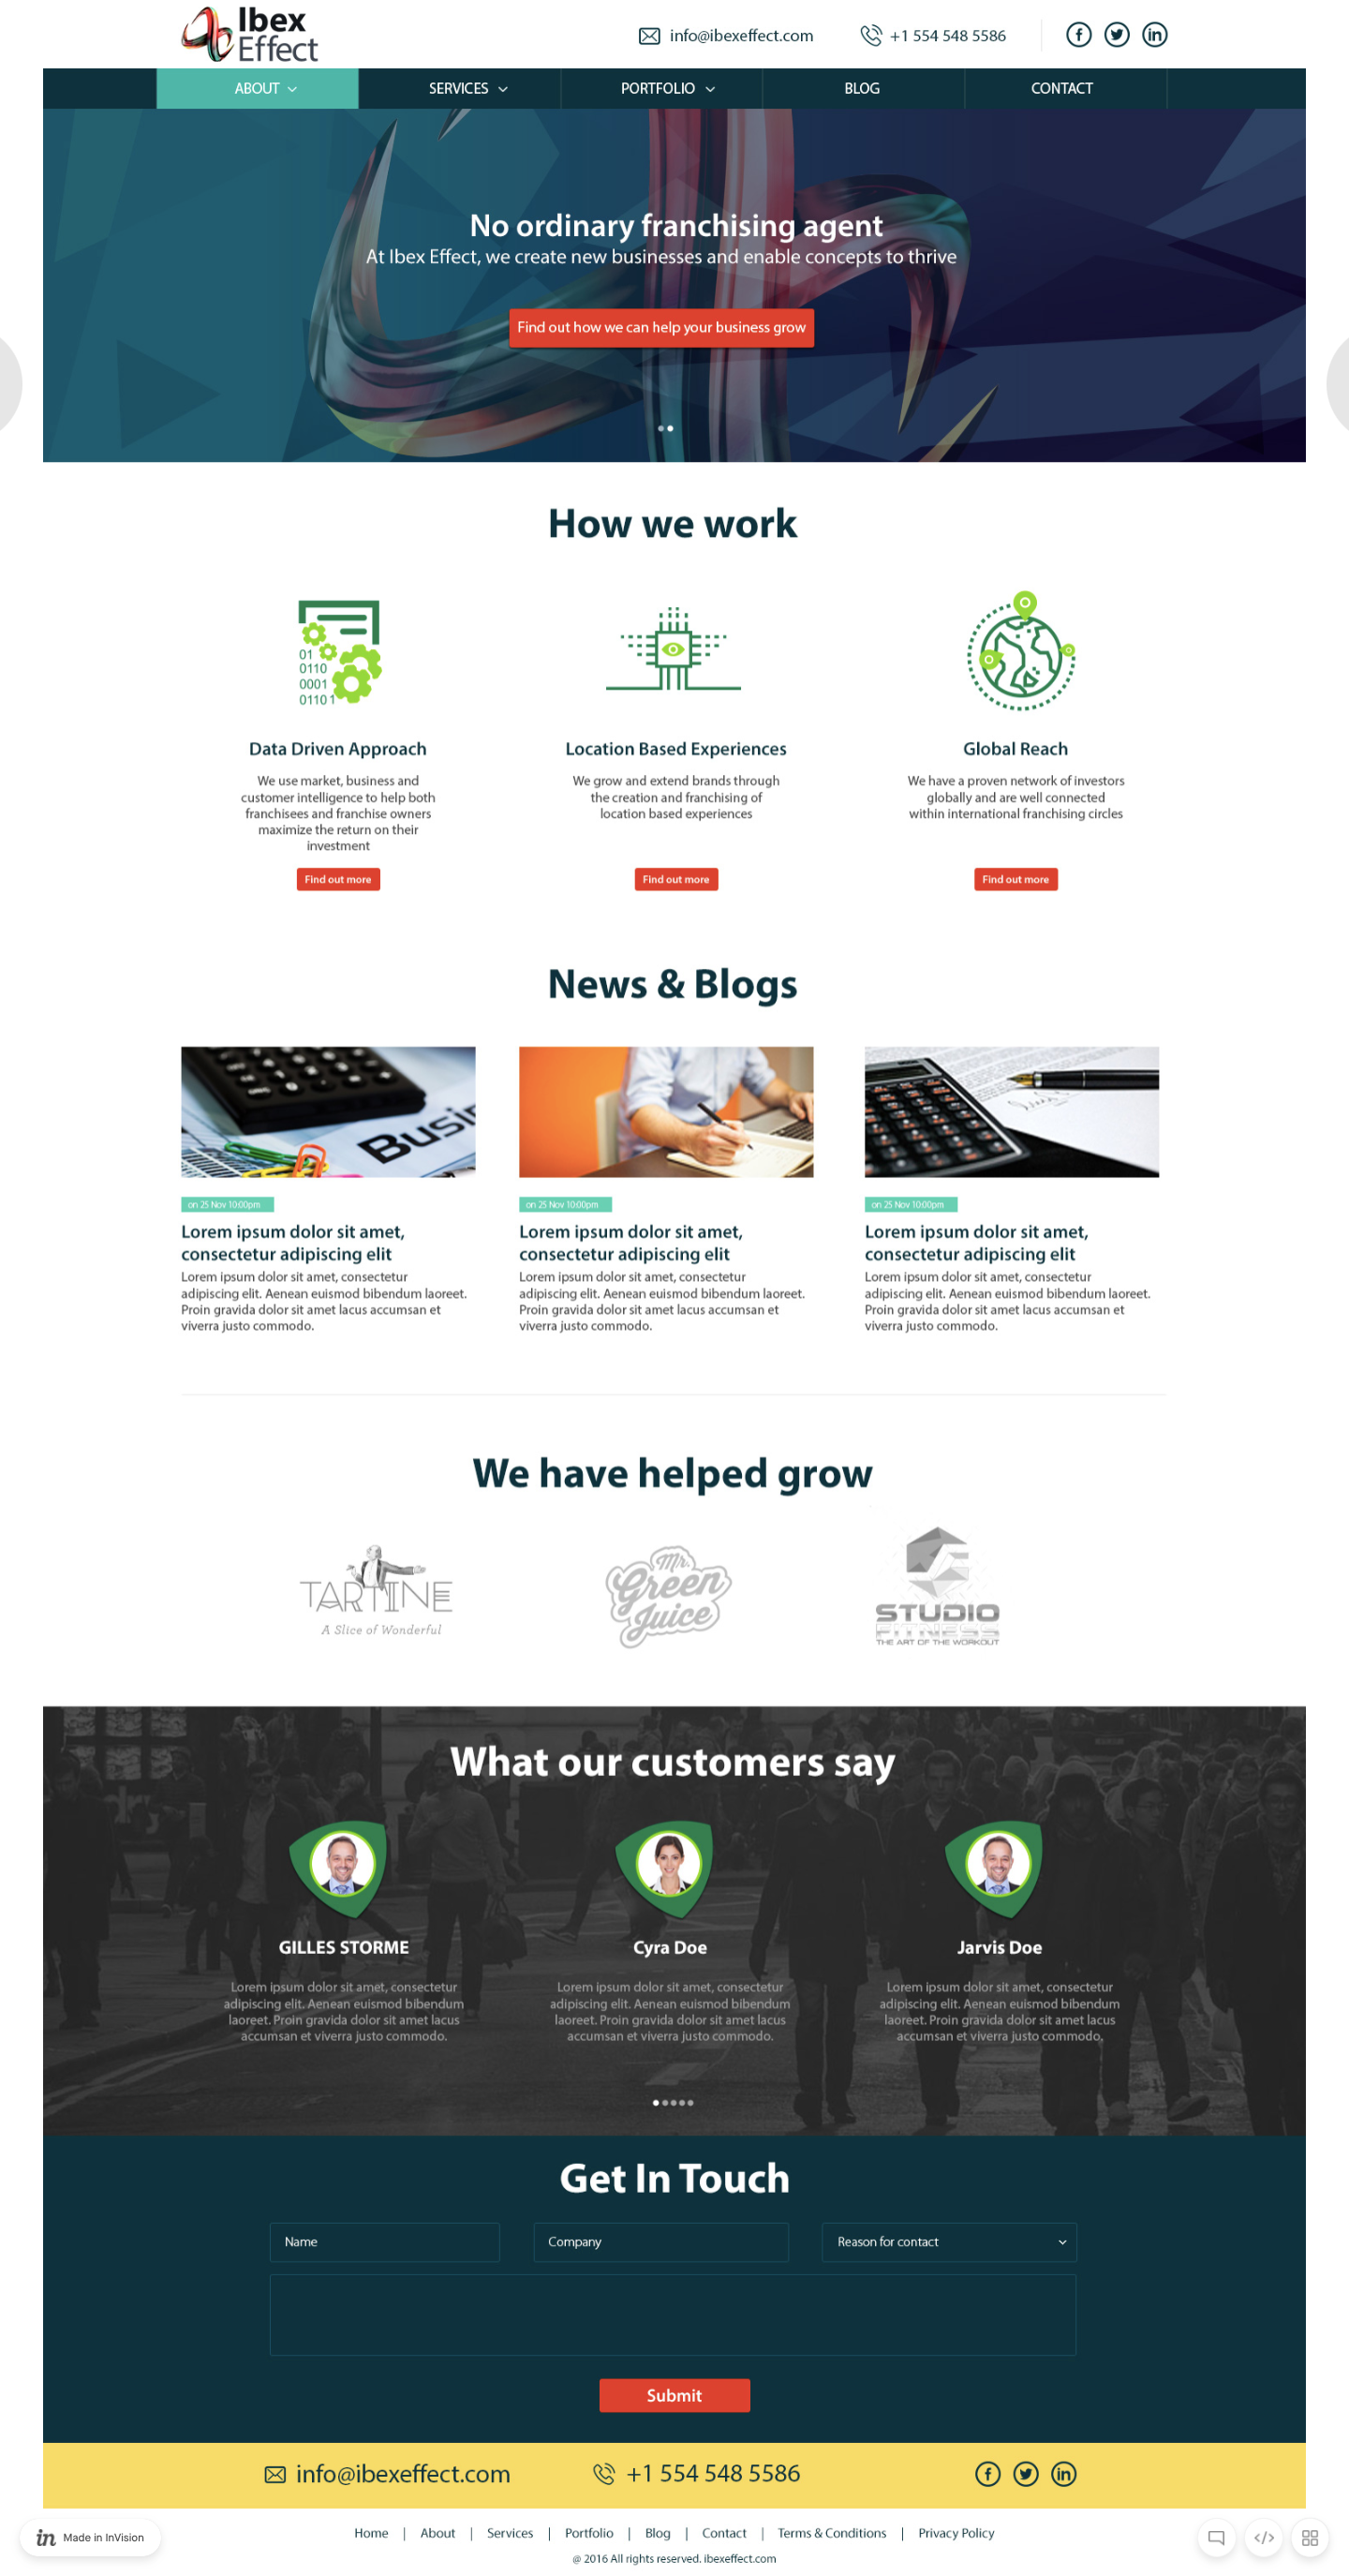 Ibex
Effect
info@ibexeffect.com
+1 554 548 5586
ABOUT
SERVICES
PORTFOLIO
BLOG
CONTACT
No ordinary franchising agent
At Ibex Effect, we create new businesses and enable concepts to thrive
Find out how we can help your business grow
How we work
01
0110
0001
01101
Data Driven Approach
We use market, business and
customer intelligence to help both
franchisees and franchise owners
maximize the return on their
investment
Find out more
Location Based Experiences
We grow and extend brands through
the creation and franchising of
location based experiences
Find out more
Global Reach
We have a proven network of investors
globally and are well connected
within international franchising circles
Find out more
News & Blogs
Busin
on 25 Nov 10:00pm
Lorem ipsum dolor sit amet,
consectetur adipiscing elit
Lorem ipsum dolor sit amet, consectetur
adipiscing elit. Aenean euismod bibendum laoreet.
Proin gravida dolor sit amet lacus accumsan et
viverra justo commodo.
on 25 Nov 10:00pm
Lorem ipsum dolor sit amet,
consectetur adipiscing elit
Lorem ipsum dolor sit amet, consectetur
adipiscing elit. Aenean euismod bibendum laoreet.
Proin gravida dolor sit amet lacus accumsan et
viverra justo commodo.
on 25 Nov 10:00pm
Lorem ipsum dolor sit amet,
consectetur adipiscing elit
Lorem ipsum dolor sit amet, consectetur
adipiscing elit. Aenean euismod bibendum laoreet.
Proin gravida dolor sit amet lacus accumsan et
viverra justo commodo.
We have helped grow
TARTINE
A Slice of Wonderful
Mr.
Green
Juice
STUDIO
FITNESS
THE ART OF THE WORKOUT
What our customers say
GILLES STORME
Lorem ipsum dolor sit amet, consectetur
adipiscing elit. Aenean euismod bibendum
laoreet. Proin gravida dolor sit amet lacus
accumsan et viverra justo commodo.
Cyra Doe
Lorem ipsum dolor sit amet, consectetur
adipiscing elit. Aenean euismod bibendum
laoreet. Proin gravida dolor sit amet lacus
accumsan et viverra justo commodo.
Jarvis Doe
Lorem ipsum dolor sit amet, consectetur
adipiscing elit. Aenean euismod bibendum
laoreet. Proin gravida dolor sit amet lacus
accumsan et viverra justo commodo.
Get In Touch
Name
Company
Reason for contact
Submit
info@ibexeffect.com
+1 554 548 5586
in Made in InVision
Home | About | Services | Portfolio | Blog | Contact | Terms & Conditions | Privacy Policy
@ 2016 All rights reserved. ibexeffect.com